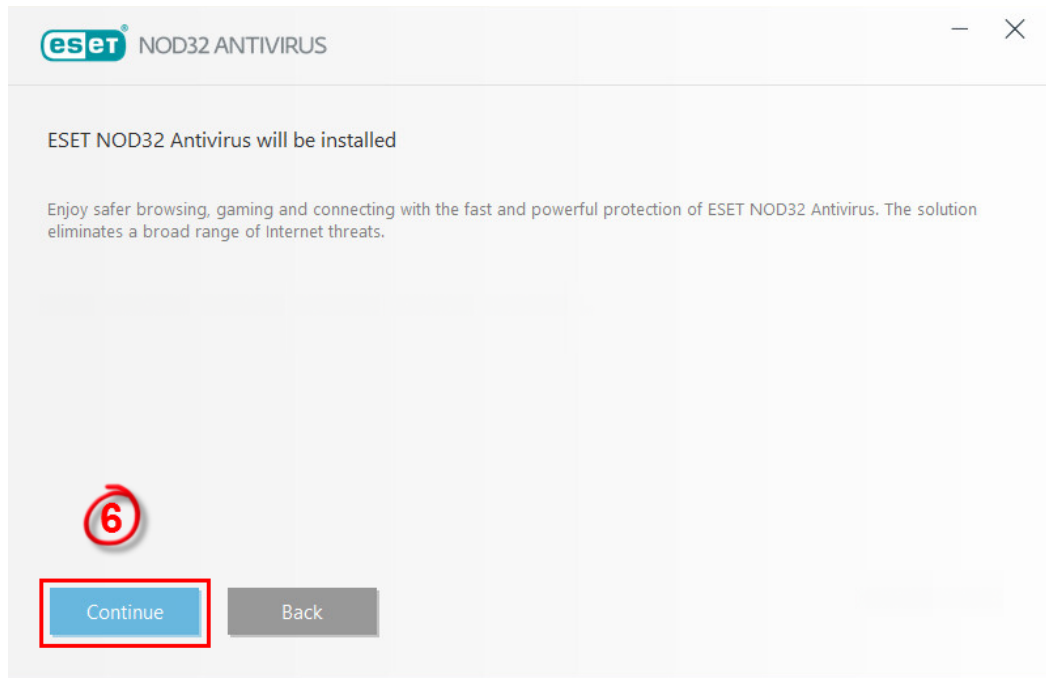 eset® NOD32 ANTIVIRUS
ESET NOD32 Antivirus will be installed
Enjoy safer browsing, gaming and connecting with the fast and powerful protection of ESET NOD32 Antivirus. The solution
eliminates a broad range of Internet threats.
6
Continue Back